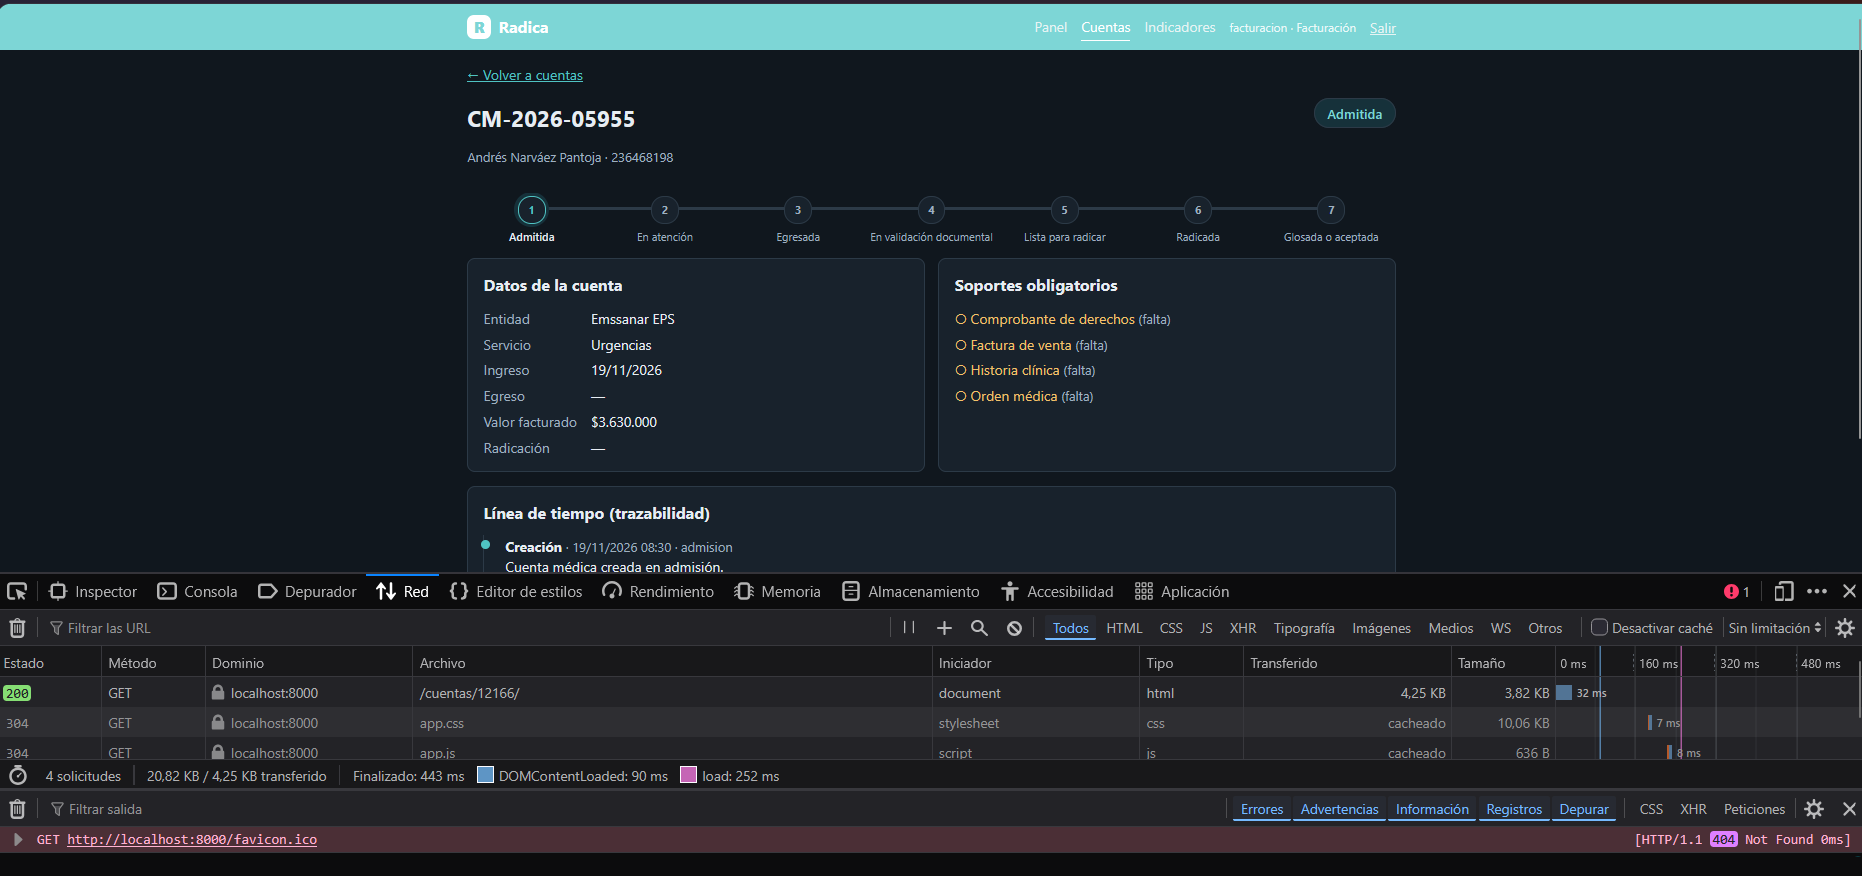 R Radica
Panel Cuentas Indicadores facturacion · Facturación Salir
← Volver a cuentas
CM-2026-05955
Admitida
Andrés Narváez Pantoja · 236468198
1 2 3 4 5 6 7
Admitida En atención Egresada En validación documental Lista para radicar Radicada Glosada o aceptada
Datos de la cuenta
Entidad Emssanar EPS
Servicio Urgencias
Ingreso 19/11/2026
Egreso —
Valor facturado $3.630.000
Radicación —
Soportes obligatorios
Comprobante de derechos (falta)
Factura de venta (falta)
Historia clínica (falta)
Orden médica (falta)
Línea de tiempo (trazabilidad)
Creación · 19/11/2026 08:30 · admision
Cuenta médica creada en admisión.
Inspector Consola Depurador Red Editor de estilos Rendimiento Memoria Almacenamiento Accesibilidad Aplicación 1
Filtrar las URL Todos HTML CSS JS XHR Tipografía Imágenes Medios WS Otros Desactivar caché Sin limitación
Estado Método Dominio Archivo Iniciador Tipo Transferido Tamaño 0 ms 160 ms 320 ms 480 ms
200 GET localhost:8000 /cuentas/12166/ document html 4,25 KB 3,82 KB 32 ms
304 GET localhost:8000 app.css stylesheet css cacheado 10,06 KB 7 ms
304 GET localhost:8000 app.js script js cacheado 636 B 8 ms
4 solicitudes 20,82 KB / 4,25 KB transferido Finalizado: 443 ms DOMContentLoaded: 90 ms load: 252 ms
Filtrar salida Errores Advertencias Información Registros Depurar CSS XHR Peticiones
GET http://localhost:8000/favicon.ico [HTTP/1.1 404 Not Found 0ms]